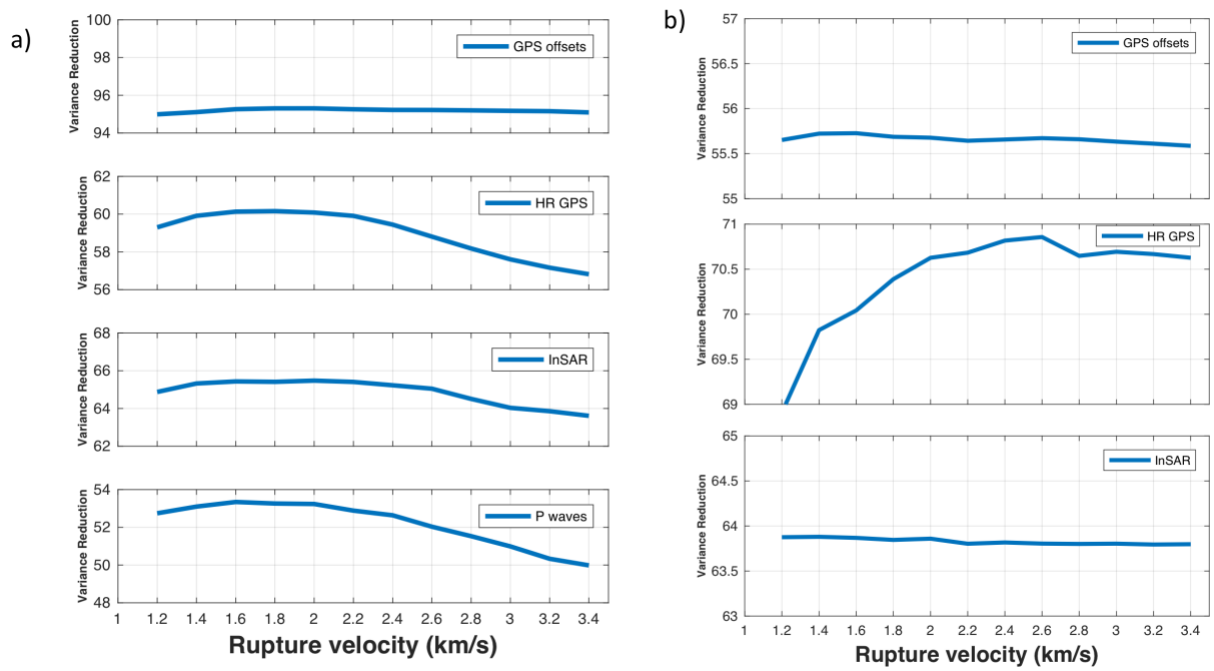 a)
100
98
96
94
Variance Reduction
GPS offsets
62
60
58
56
Variance Reduction
HR GPS
68
66
64
62
Variance Reduction
InSAR
54
52
50
48
Variance Reduction
P waves
1 1.2 1.4 1.6 1.8 2 2.2 2.4 2.6 2.8 3 3.2 3.4
Rupture velocity (km/s)
b)
57
56.5
56
55.5
55
Variance Reduction
GPS offsets
71
70.5
70
69.5
69
Variance Reduction
HR GPS
65
64.5
64
63.5
63
Variance Reduction
InSAR
1 1.2 1.4 1.6 1.8 2 2.2 2.4 2.6 2.8 3 3.2 3.4
Rupture velocity (km/s)